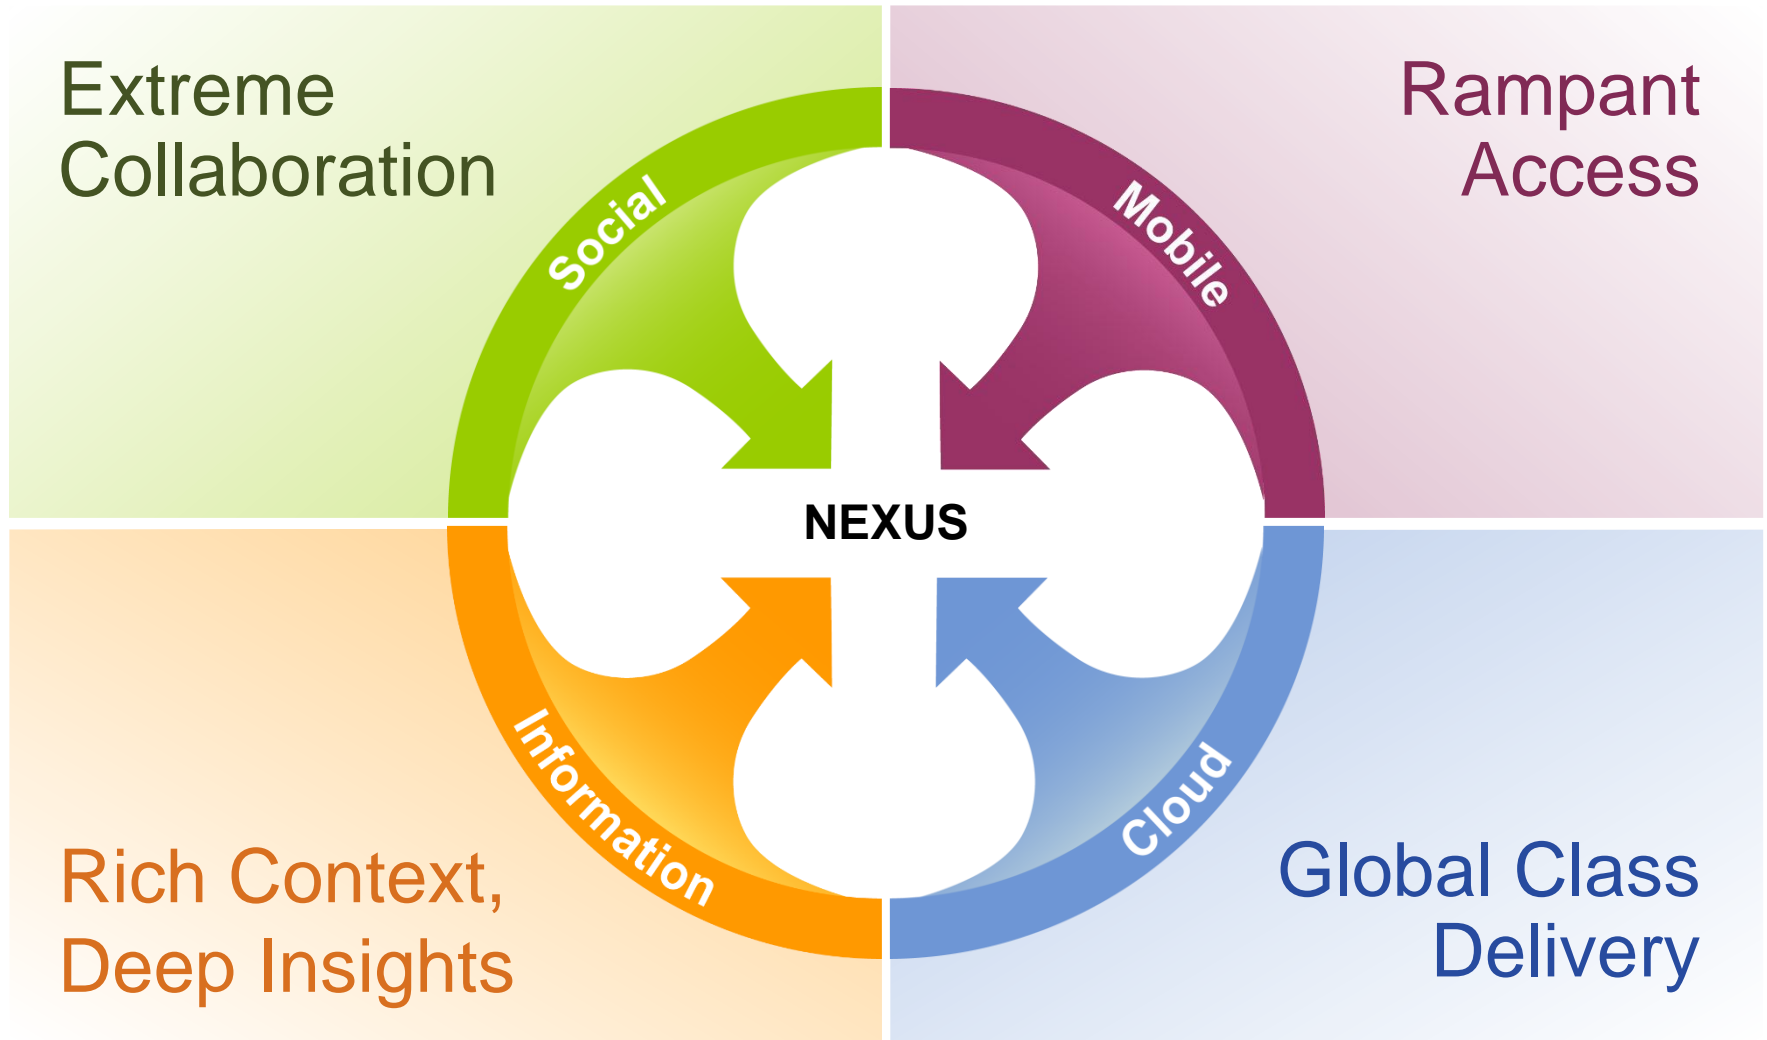 Extreme
Collaboration
Rampant
Access
Social
Mobile
NEXUS
Information
Cloud
Rich Context,
Deep Insights
Global Class
Delivery